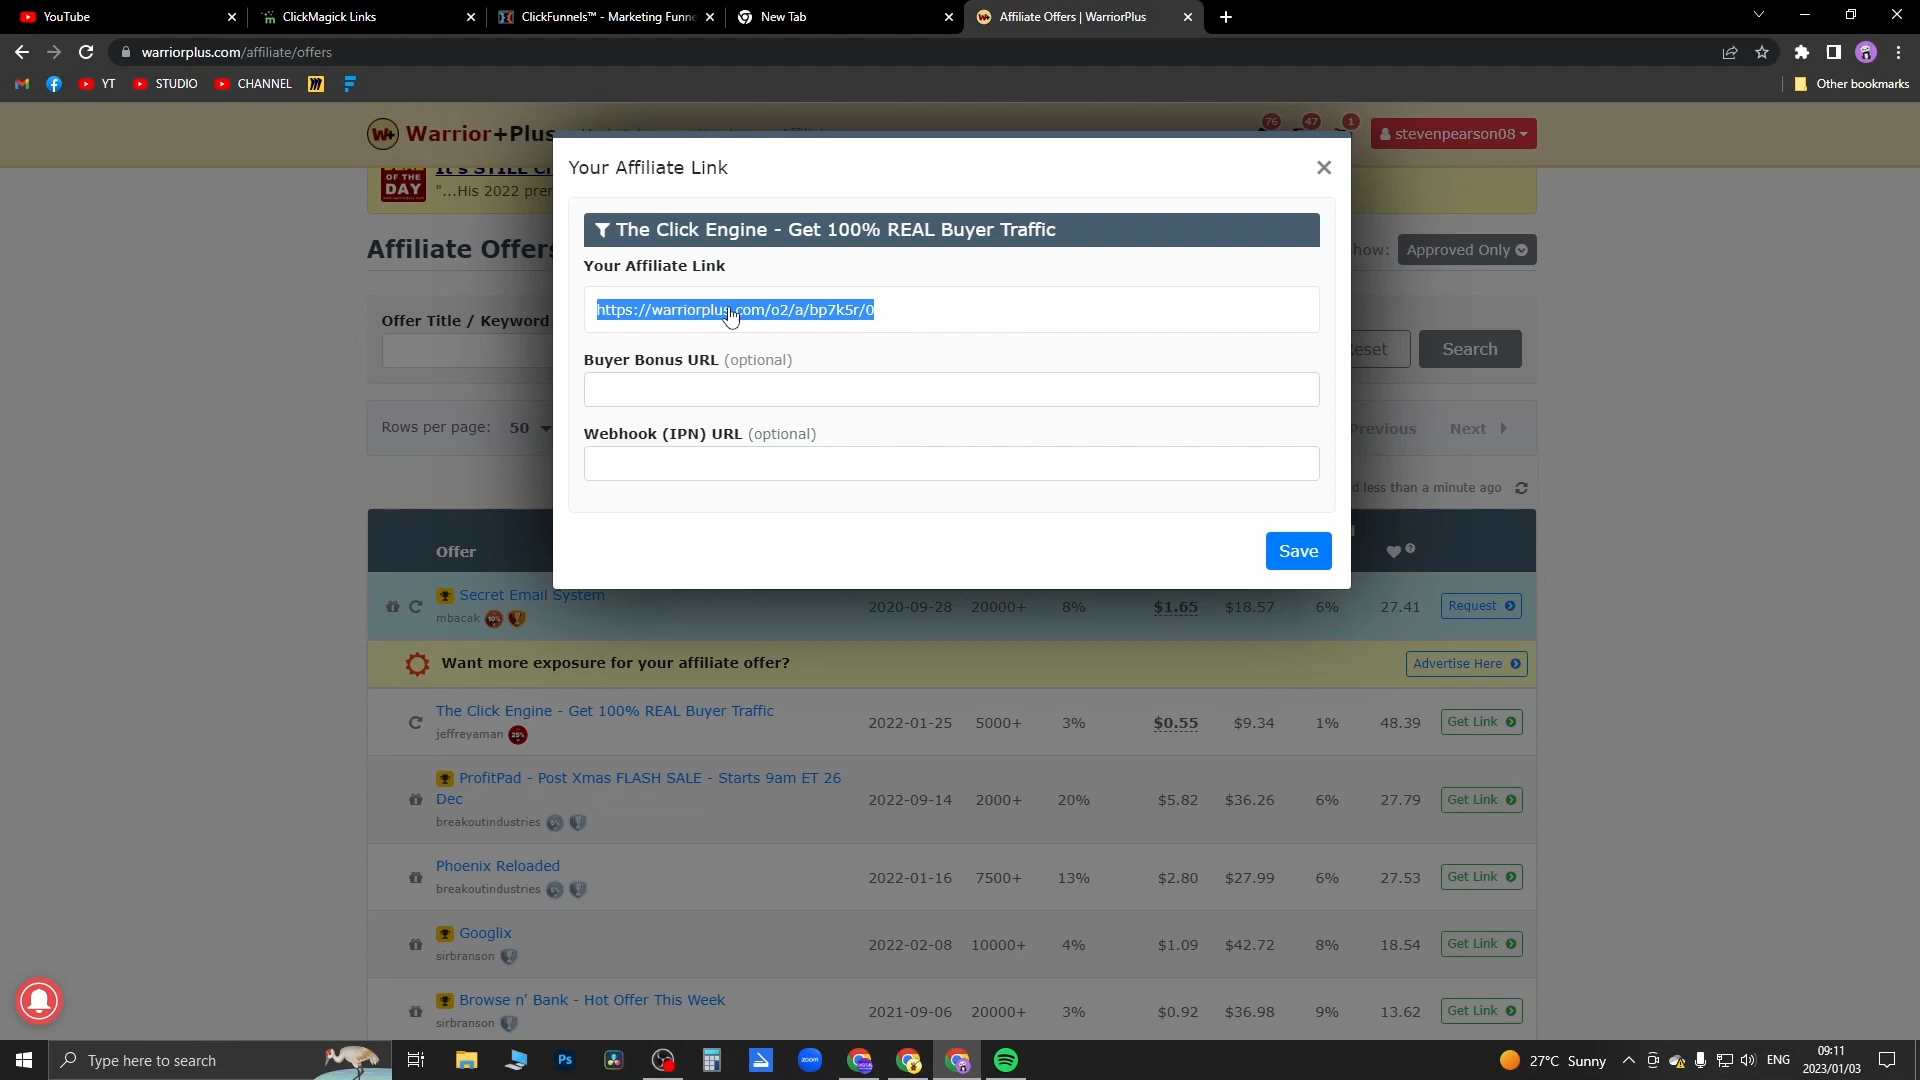 YouTube
ClickMagick Links
ClickFunnels™ - Marketing Funne
New Tab
Affiliate Offers | WarriorPlus
warriorplus.com/affiliate/offers
YT
STUDIO
CHANNEL
Other bookmarks
Warrior+Plus
76
47
1
stevenpearson08
OF THE
DAY
"...His 2022
Your Affiliate Link
The Click Engine - Get 100% REAL Buyer Traffic
Your Affiliate Link
https://warriorplus.com/o2/a/bp7k5r/0
Buyer Bonus URL (optional)
Webhook (IPN) URL (optional)
Save
Affiliate Offers
Approved Only
Offer Title / Keyword
Search
Rows per page: 50
Previous Next
less than a minute ago
Offer
Secret Email System
mbacak
2020-09-28 20000+ 8% $1.65 $18.57 6% 27.41 Request
Want more exposure for your affiliate offer?
Advertise Here
The Click Engine - Get 100% REAL Buyer Traffic
jeffreyaman 25%
2022-01-25 5000+ 3% $0.55 $9.34 1% 48.39 Get Link
ProfitPad - Post Xmas FLASH SALE - Starts 9am ET 26
Dec
breakoutindustries
2022-09-14 2000+ 20% $5.82 $36.26 6% 27.79 Get Link
Phoenix Reloaded
breakoutindustries
2022-01-16 7500+ 13% $2.80 $27.99 6% 27.53 Get Link
Googlix
sirbranson
2022-02-08 10000+ 4% $1.09 $42.72 8% 18.54 Get Link
Browse n' Bank - Hot Offer This Week
sirbranson
2021-09-06 20000+ 3% $0.92 $36.98 9% 13.62 Get Link
Type here to search
Ps
zoom
27°C Sunny
ENG
09:11
2023/01/03